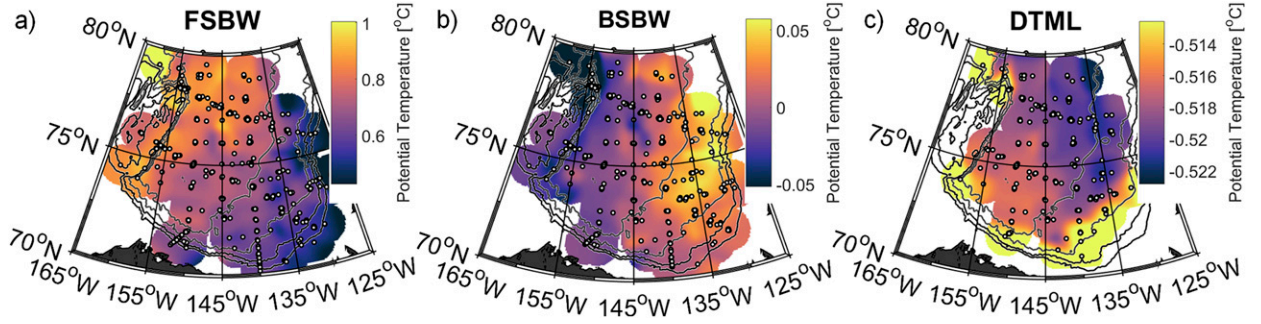 a)
FSBW
80°N
75°N
70°N
165°W
155°W
145°W
135°W
125°W
1
0.8
0.6
Potential Temperature [°C]
b)
BSBW
80°N
75°N
70°N
165°W
155°W
145°W
135°W
125°W
0.05
0
-0.05
Potential Temperature [°C]
c)
DTML
80°N
75°N
70°N
165°W
155°W
145°W
135°W
125°W
-0.514
-0.516
-0.518
-0.52
-0.522
Potential Temperature [°C]